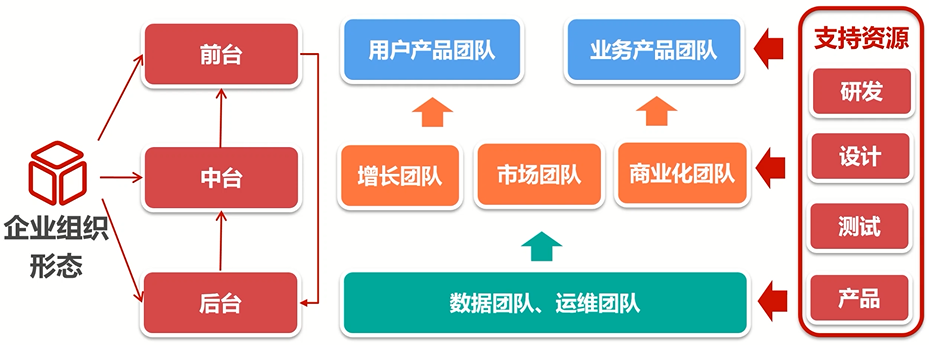 企业组织
形态
前台
中台
后台
用户产品团队
业务产品团队
增长团队
市场团队
商业化团队
数据团队、运维团队
支持资源
研发
设计
测试
产品